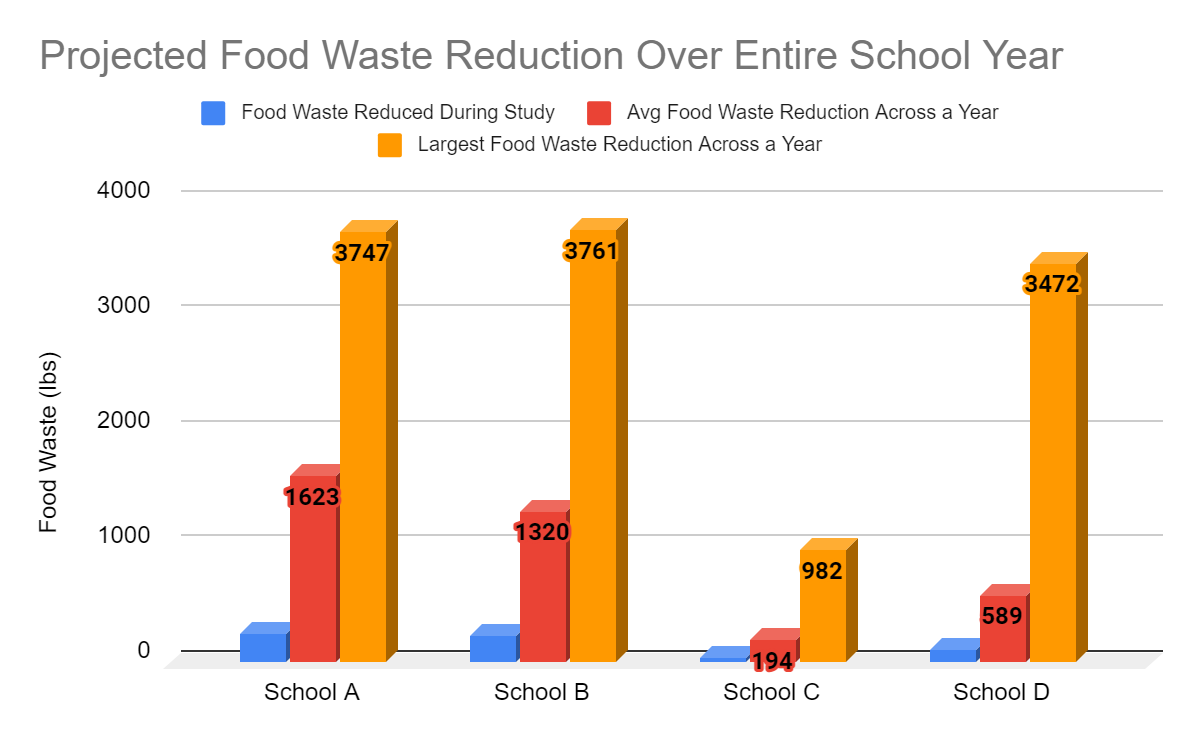 Projected Food Waste Reduction Over Entire School Year
Food Waste Reduced During Study Avg Food Waste Reduction Across a Year
Largest Food Waste Reduction Across a Year
4000
3000
2000
1000
0
Food Waste (lbs)
3747
3761
3472
1623
1320
982
589
194
School A School B School C School D